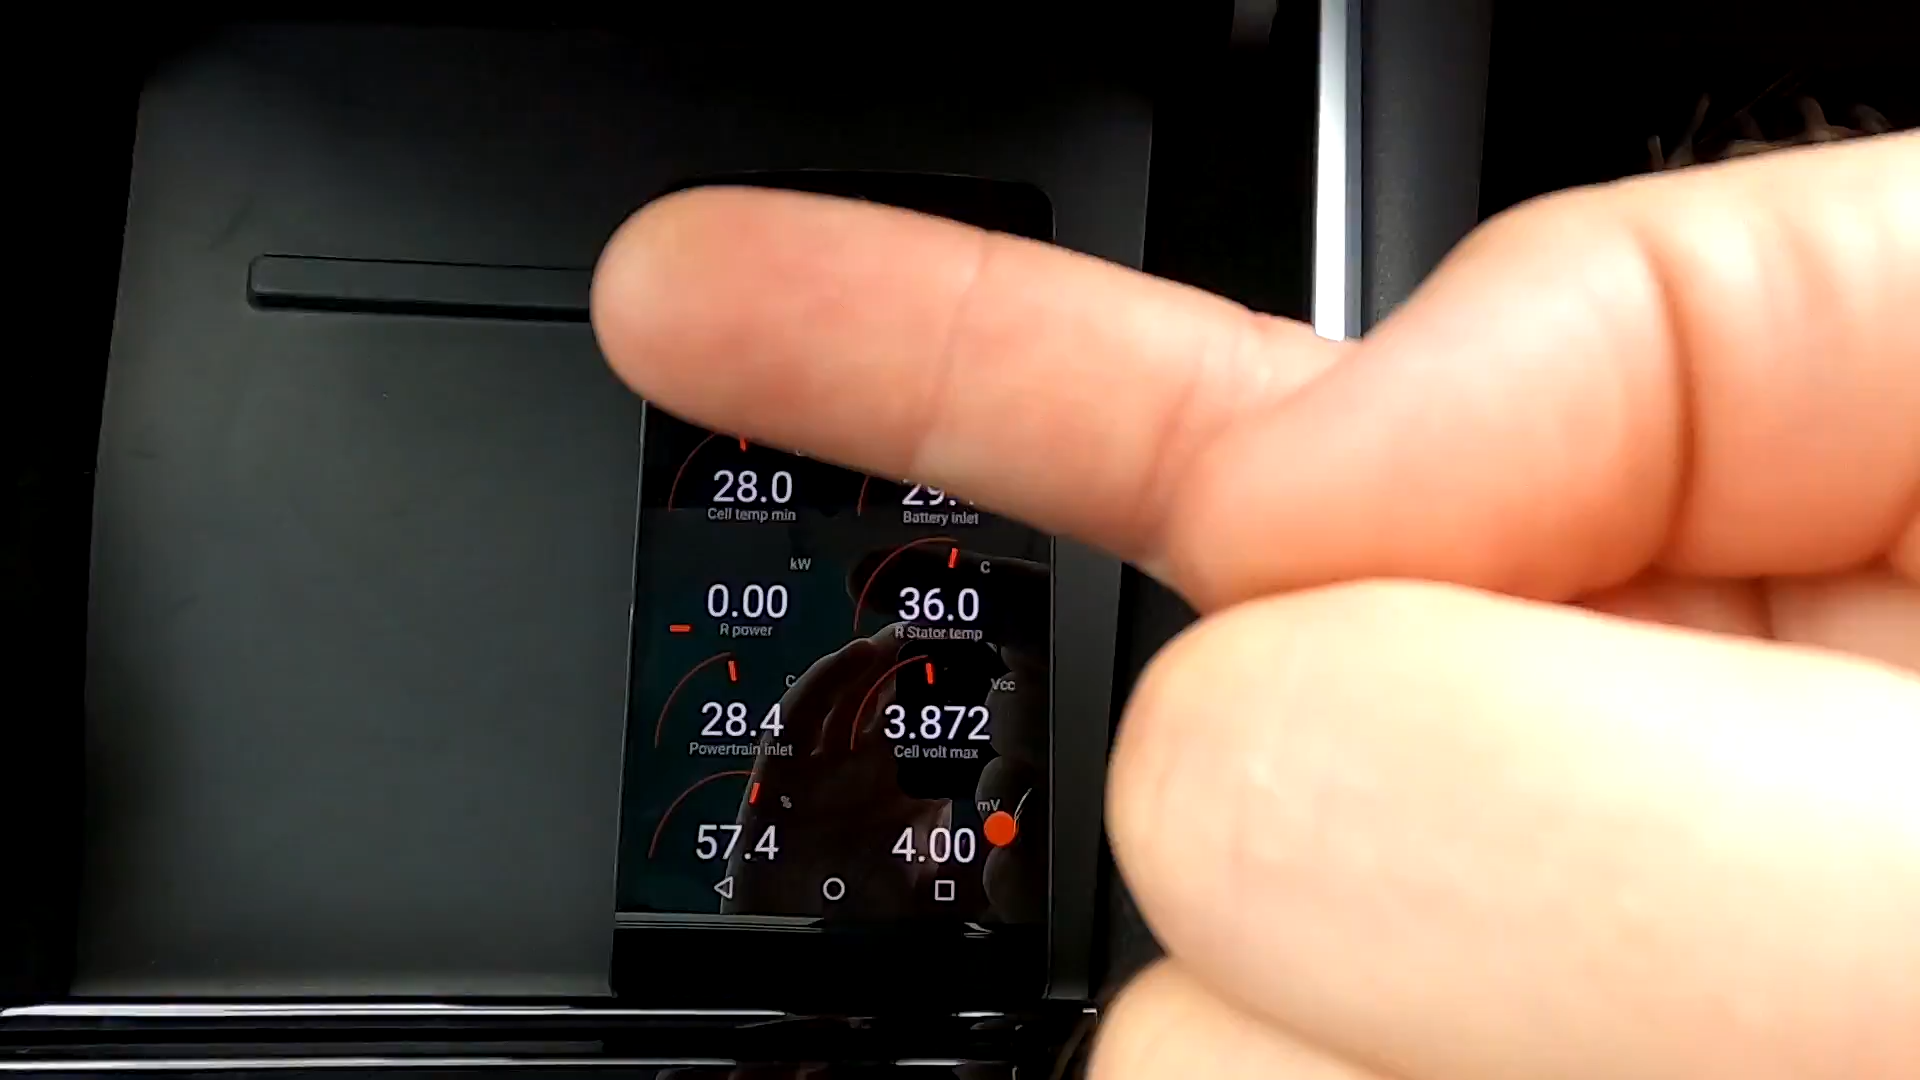 28.0
Cell temp min
Battery inlet
kW
0.00
R power
C
36.0
R Stator temp
C
28.4
Powertrain inlet
Vcc
3.872
Cell volt max
%
57.4
mV
4.00